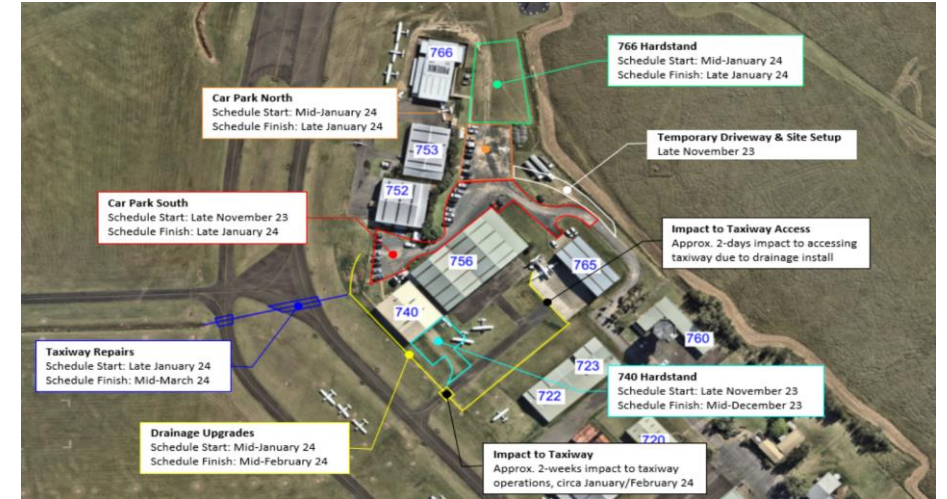 766
766 Hardstand
Schedule Start: Mid-January 24
Schedule Finish: Late January 24
Car Park North
Schedule Start: Mid-January 24
Schedule Finish: Late January 24
753
Temporary Driveway & Site Setup
Late November 23
752
Car Park South
Schedule Start: Late November 23
Schedule Finish: Late January 24
Impact to Taxiway Access
Approx. 2-days impact to accessing
taxiway due to drainage install
756
765
740
760
Taxiway Repairs
Schedule Start: Late January 24
Schedule Finish: Mid-March 24
723
740 Hardstand
Schedule Start: Late November 23
Schedule Finish: Mid-December 23
722
720
Drainage Upgrades
Schedule Start: Mid-January 24
Schedule Finish: Mid-February 24
Impact to Taxiway
Approx. 2-weeks impact to taxiway
operations, circa January/February 24